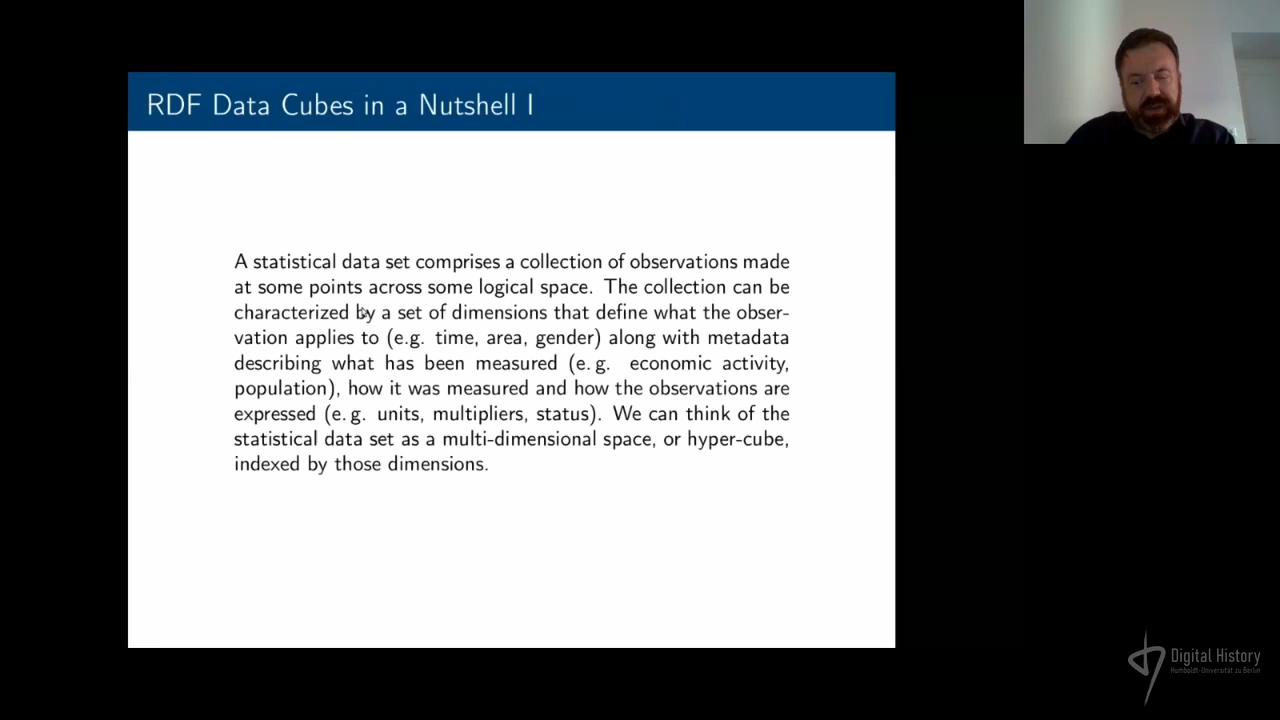 RDF Data Cubes in a Nutshell I
A statistical data set comprises a collection of observations made
at some points across some logical space. The collection can be
characterized by a set of dimensions that define what the obser-
vation applies to (e.g. time, area, gender) along with metadata
describing what has been measured (e. g. economic activity,
population), how it was measured and how the observations are
expressed (e. g. units, multipliers, status). We can think of the
statistical data set as a multi-dimensional space, or hyper-cube,
indexed by those dimensions.
Digital History
Humboldt-Universität zu Berlin